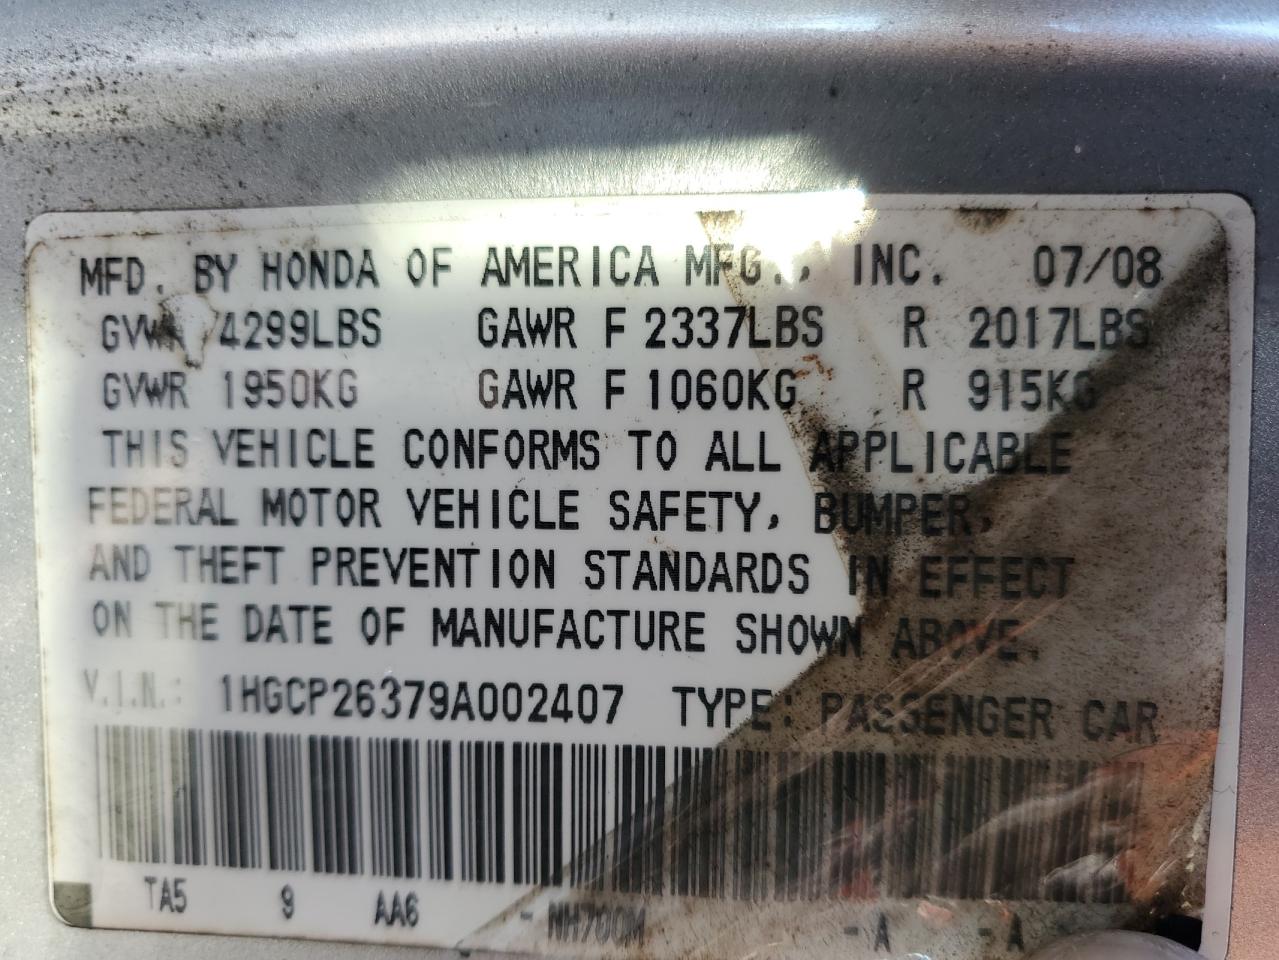 MFD. BY HONDA OF AMERICA MFG., INC. 07/08
GVWR 4299LBS GAWR F 2337LBS R 2017LBS
GVWR 1950KG GAWR F 1060KG R 915KG
THIS VEHICLE CONFORMS TO ALL APPLICABLE
FEDERAL MOTOR VEHICLE SAFETY, BUMPER,
AND THEFT PREVENTION STANDARDS IN EFFECT
ON THE DATE OF MANUFACTURE SHOWN ABOVE.
V.I.N.: 1HGCP26379A002407 TYPE: PASSENGER CAR
TA5 9 AA6 - NH700M - A - A